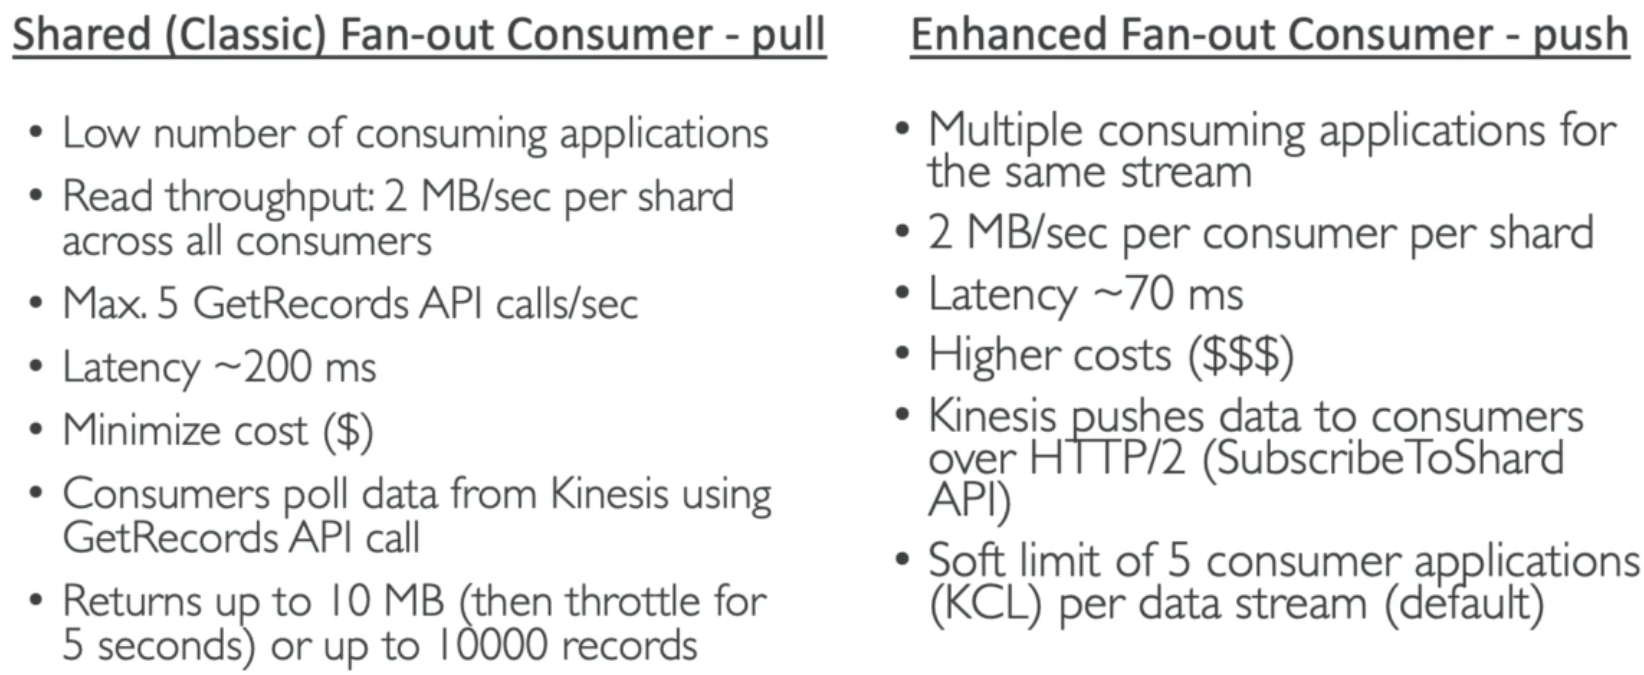 Shared (Classic) Fan-out Consumer - pull
• Low number of consuming applications
• Read throughput: 2 MB/sec per shard
across all consumers
• Max. 5 GetRecords API calls/sec
• Latency ~200 ms
• Minimize cost ($)
• Consumers poll data from Kinesis using
GetRecords API call
• Returns up to 10 MB (then throttle for
5 seconds) or up to 10000 records
Enhanced Fan-out Consumer - push
• Multiple consuming applications for
the same stream
• 2 MB/sec per consumer per shard
• Latency ~70 ms
• Higher costs ($$$)
• Kinesis pushes data to consumers
over HTTP/2 (SubscribeToShard
API)
• Soft limit of 5 consumer applications
(KCL) per data stream (default)